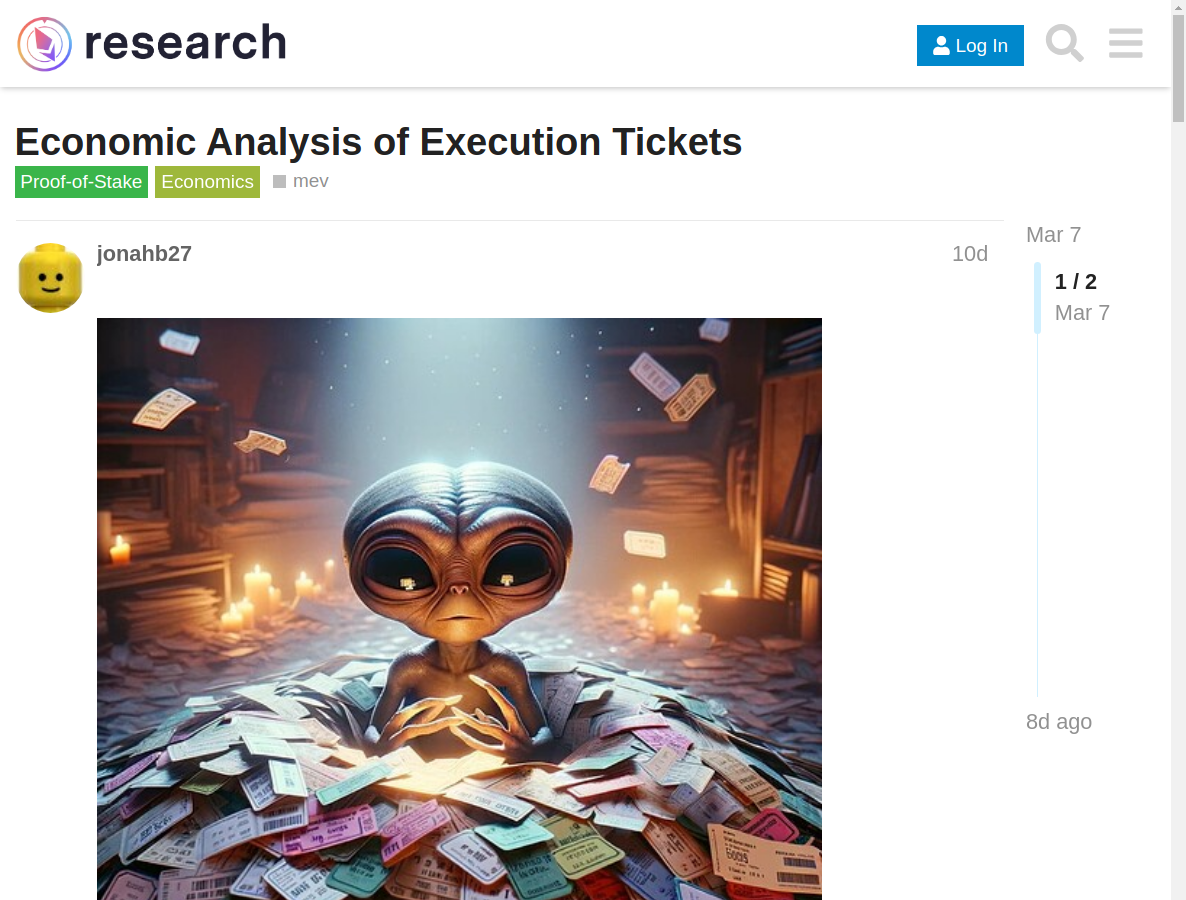 research
Log In
Economic Analysis of Execution Tickets
Proof-of-Stake Economics mev
jonahb27
10d
Mar 7
1 / 2
Mar 7
8d ago